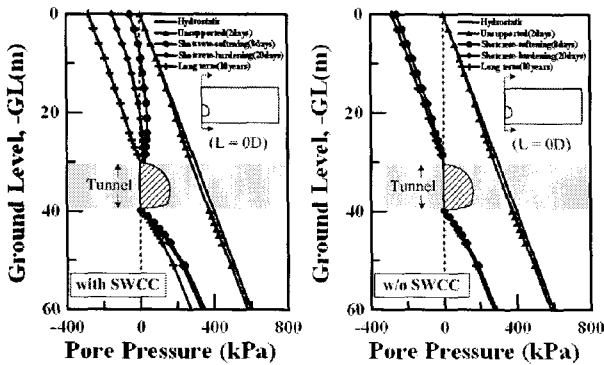 Ground Level, -GL(m)
0
20
40
60
Hydrostatic
Unsupported(2days)
Shotcrete-softening(8days)
Shotcrete-hardening(20days)
Long term(10years)
(L = 0D)
Tunnel
with SWCC
-400 0 400 800
Pore Pressure(kPa)
Ground Level, -GL(m)
0
20
40
60
Hydrostatic
Unsupported(2days)
Shotcrete-softening(8days)
Shotcrete-hardening(20days)
Long term(10years)
(L = 0D)
Tunnel
w/o SWCC
-400 0 400 800
Pore Pressure (kPa)